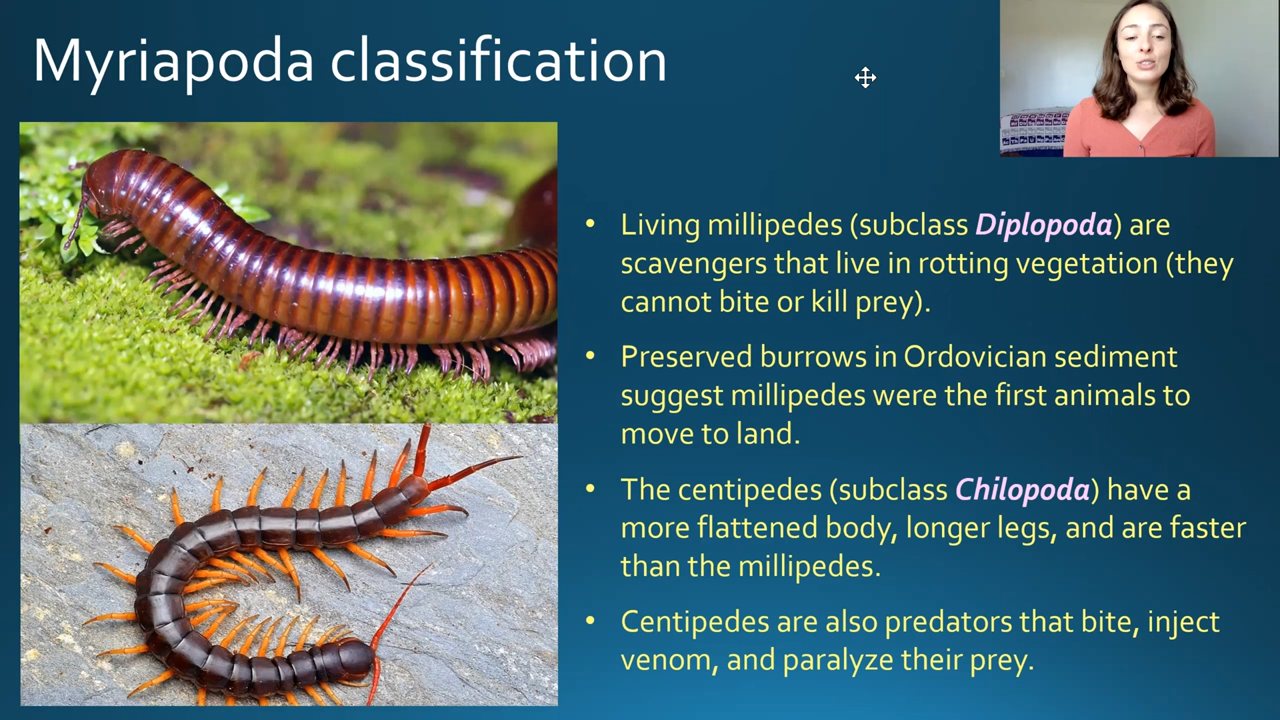 Myriapoda classification
• Living millipedes (subclass Diplopoda) are
scavengers that live in rotting vegetation (they
cannot bite or kill prey).
• Preserved burrows in Ordovician sediment
suggest millipedes were the first animals to
move to land.
• The centipedes (subclass Chilopoda) have a
more flattened body, longer legs, and are faster
than the millipedes.
• Centipedes are also predators that bite, inject
venom, and paralyze their prey.